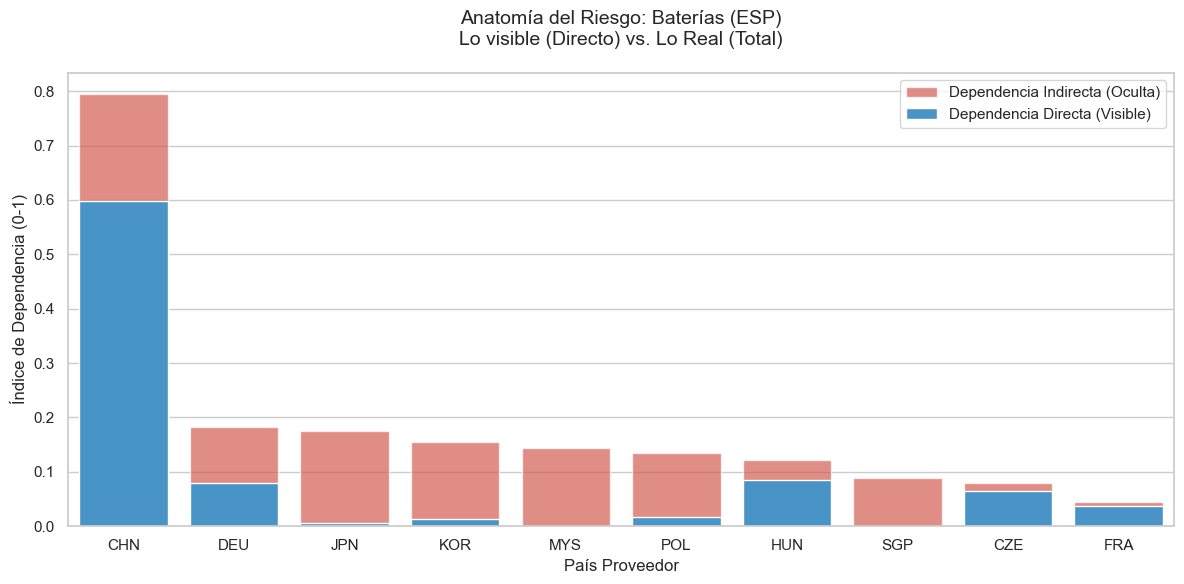 Anatomía del Riesgo: Baterías (ESP)
Lo visible (Directo) vs. Lo Real (Total)
Dependencia Indirecta (Oculta)
Dependencia Directa (Visible)
Índice de Dependencia (0-1)
0.8
0.7
0.6
0.5
0.4
0.3
0.2
0.1
0.0
CHN DEU JPN KOR MYS POL HUN SGP CZE FRA
País Proveedor